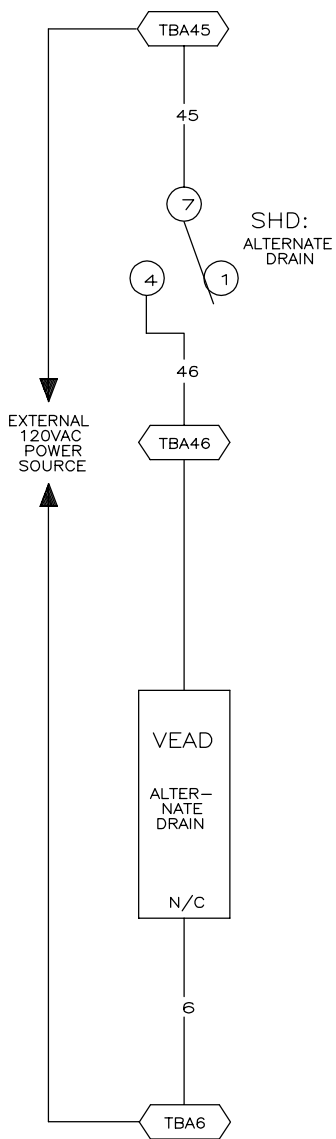 TBA45
45
7
SHD:
ALTERNATE
DRAIN
4
1
46
EXTERNAL
120VAC
POWER
SOURCE
TBA46
VEAD
ALTER-
NATE
DRAIN
N/C
6
TBA6